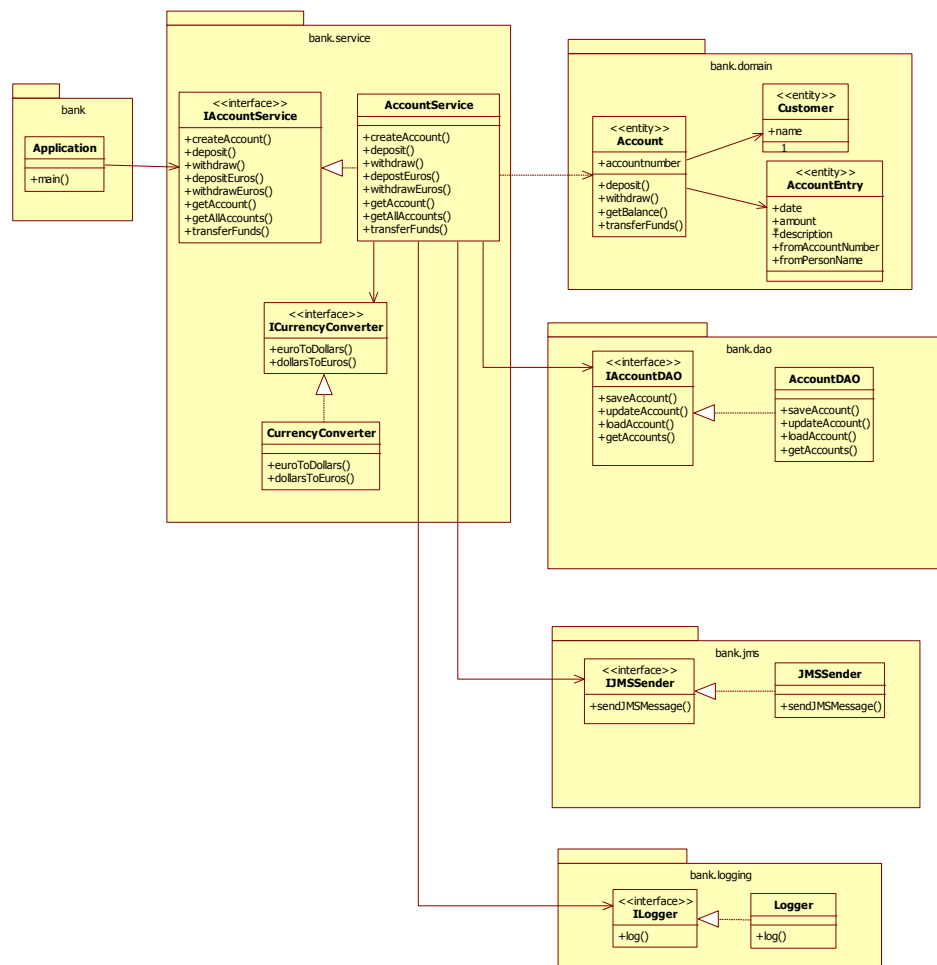 bank
Application
+main()
bank.service
<<interface>>
IAccountService
+createAccount()
+deposit()
+withdraw()
+depositEuros()
+withdrawEuros()
+getAccount()
+getAllAccounts()
+transferFunds()
AccountService
+createAccount()
+deposit()
+withdraw()
+depostEuros()
+withdrawEuros()
+getAccount()
+getAllAccounts()
+transferFunds()
<<interface>>
ICurrencyConverter
+euroToDollars()
+dollarsToEuros()
CurrencyConverter
+euroToDollars()
+dollarsToEuros()
bank.domain
<<entity>>
Account
+accountnumber
+deposit()
+withdraw()
+getBalance()
+transferFunds()
<<entity>>
Customer
+name
1
<<entity>>
AccountEntry
+date
+amount
*
+description
+fromAccountNumber
+fromPersonName
bank.dao
<<interface>>
IAccountDAO
+saveAccount()
+updateAccount()
+loadAccount()
+getAccounts()
AccountDAO
+saveAccount()
+updateAccount()
+loadAccount()
+getAccounts()
bank.jms
<<interface>>
IJMSSender
+sendJMSMessage()
JMSSender
+sendJMSMessage()
bank.logging
<<interface>>
ILogger
+log()
Logger
+log()